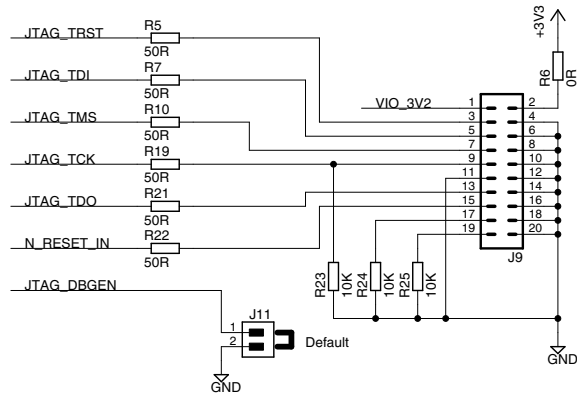 JTAG_TRST
R5
50R
JTAG_TDI
R7
50R
JTAG_TMS
R10
50R
JTAG_TCK
R19
50R
JTAG_TDO
R21
50R
N_RESET_IN
R22
50R
JTAG_DBGEN
J11
1
2
Default
GND
R23
10K
R24
10K
R25
10K
VIO_3V2
+3V3
R6
0R
1 2
3 4
5 6
7 8
9 10
11 12
13 14
15 16
17 18
19 20
J9
GND